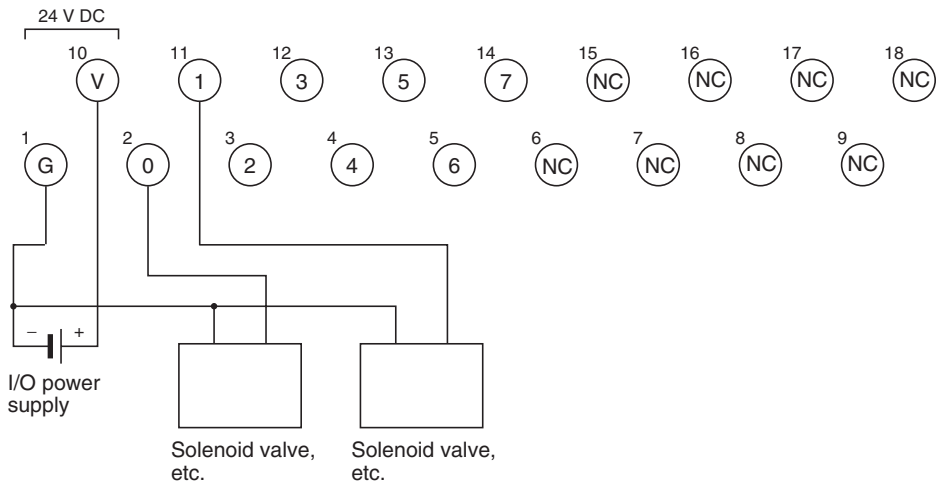 24 V DC
10 11 12 13 14 15 16 17 18
V 1 3 5 7 NC NC NC NC
1 2 3 4 5 6 7 8 9
G 0 2 4 6 NC NC NC NC
− +
I/O power
supply
Solenoid valve,
etc.
Solenoid valve,
etc.